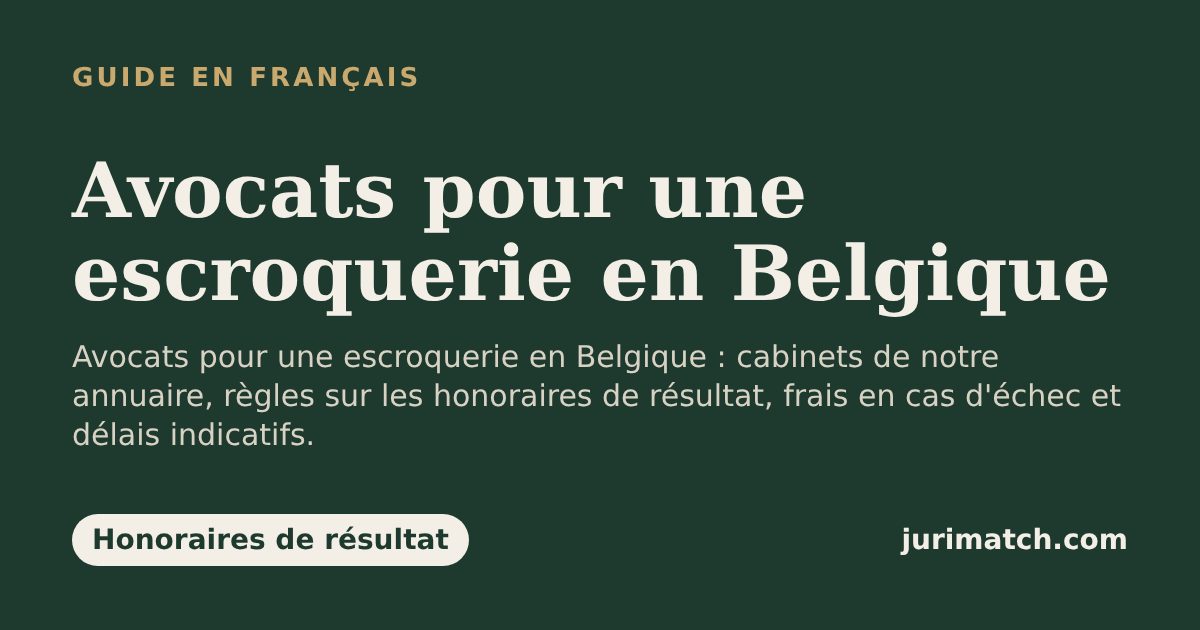 GUIDE EN FRANÇAIS
Avocats pour une
escroquerie en Belgique
Avocats pour une escroquerie en Belgique : cabinets de notre
annuaire, règles sur les honoraires de résultat, frais en cas d'échec et
délais indicatifs.
Honoraires de résultat
jurimatch.com